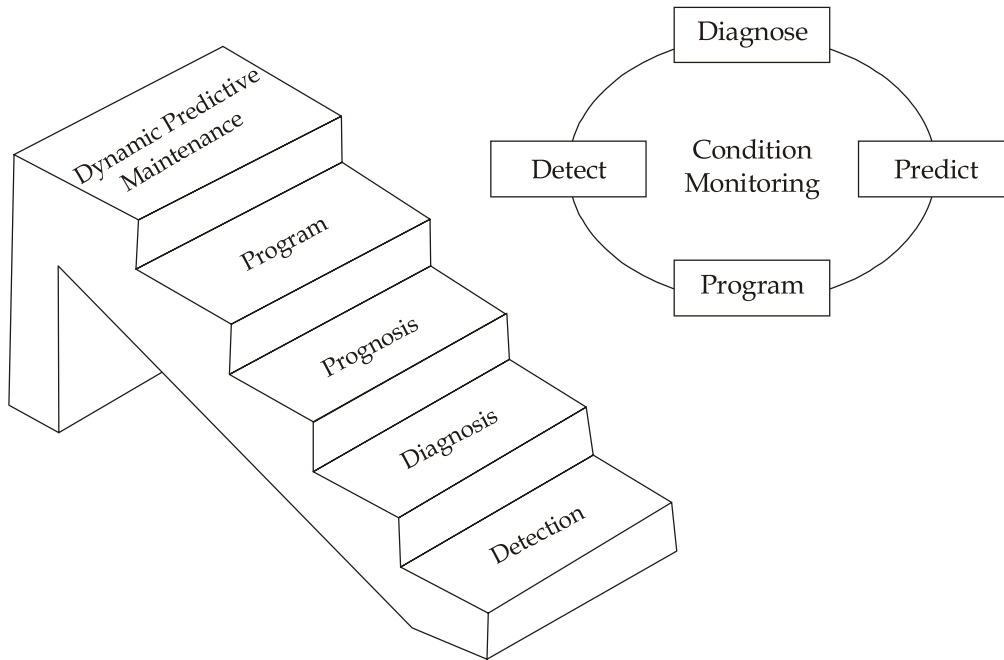 Dynamic Predictive
Maintenance
Program
Prognosis
Diagnosis
Detection
Diagnose
Detect
Condition
Monitoring
Predict
Program